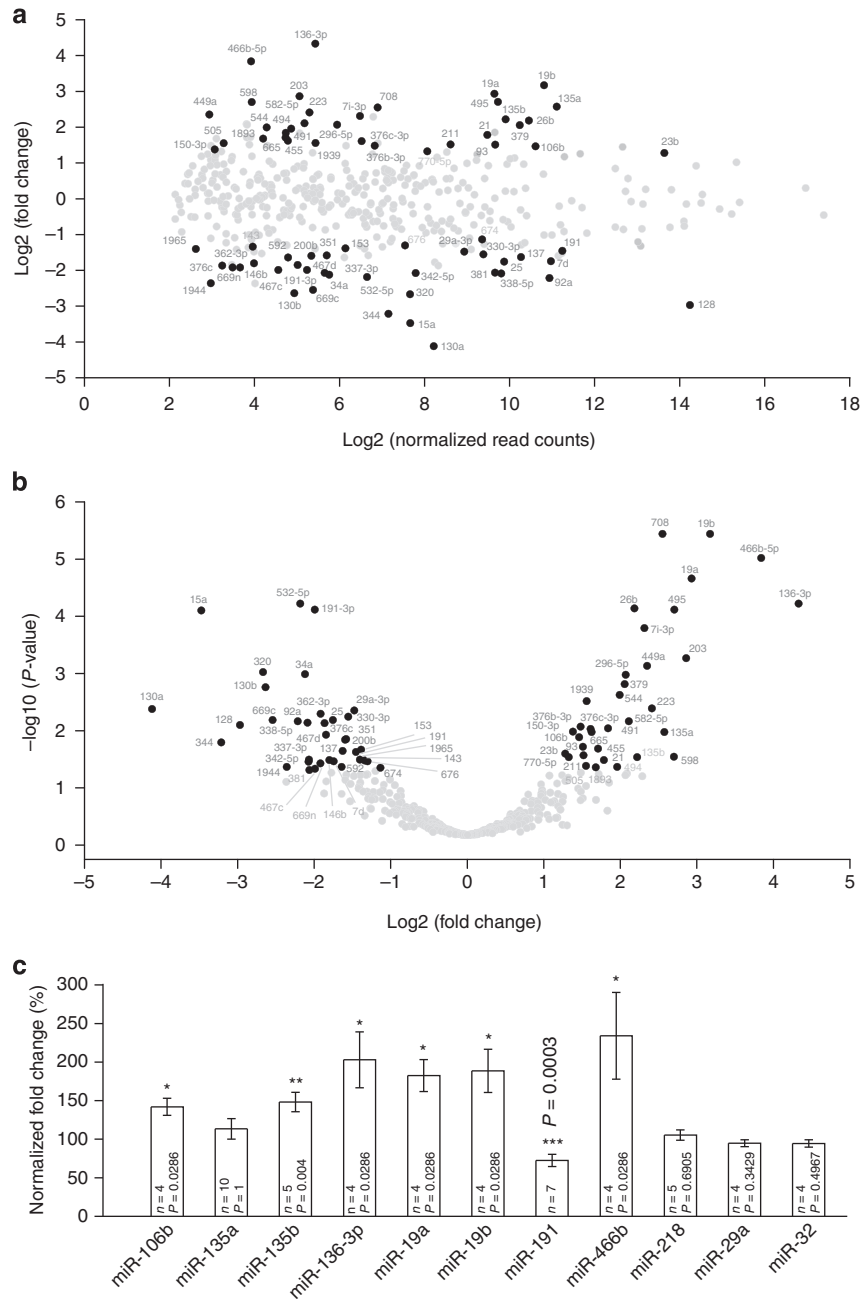 a
5
4
3
2
1
0
–1
–2
–3
–4
–5
Log2 (fold change)
136-3p
466b-5p
19b
598
203
708
19a
135a
449a
582-5p
223
7i-3p
495
135b
544
494
26b
505
1893
21
379
150-3p
665
455
491
296-5p
1939
376c-3p
376b-3p
770-5p
211
93
106b
23b
143
676
674
1965
362-3p
592
200b
351
153
29a-3p
330-3p
137
191
376c
669n
146b
467c
191-3p
467d
34a
337-3p
342-5p
381
25
338-5p
7d
92a
1944
130b
669c
532-5p
320
344
15a
130a
128
0
2
4
6
8
10
12
14
16
18
Log2 (normalized read counts)
b
6
5
4
3
2
1
0
–log10 (P-value)
708
19b
466b-5p
19a
136-3p
15a
532-5p
191-3p
26b
495
7i-3p
203
320
34a
449a
296-5p
130b
379
544
130a
1939
223
362-3p
29a-3p
669c
92a
25
330-3p
376b-3p
376c-3p
582-5p
128
338-5p
376c
351
153
150-3p
491
135a
344
467d
200b
191
106b
665
337-3p
137
1965
93
455
23b
135b
342-5p
143
770-5p
211
21
598
1944
381
592
674
676
505
1893
494
467c
669n
146b
7d
–5
–4
–3
–2
–1
0
1
2
3
4
5
Log2 (fold change)
c
300
250
200
150
100
50
0
Normalized fold change (%)
*
**
*
*
*
***
P = 0.0003
*
n = 4
P = 0.0286
n = 10
P = 1
n = 5
P = 0.004
n = 4
P = 0.0286
n = 4
P = 0.0286
n = 4
P = 0.0286
n = 7
n = 4
P = 0.0286
n = 5
P = 0.6905
n = 4
P = 0.3429
n = 4
P = 0.4967
miR-106b
miR-135a
miR-135b
miR-136-3p
miR-19a
miR-19b
miR-191
miR-466b
miR-218
miR-29a
miR-32